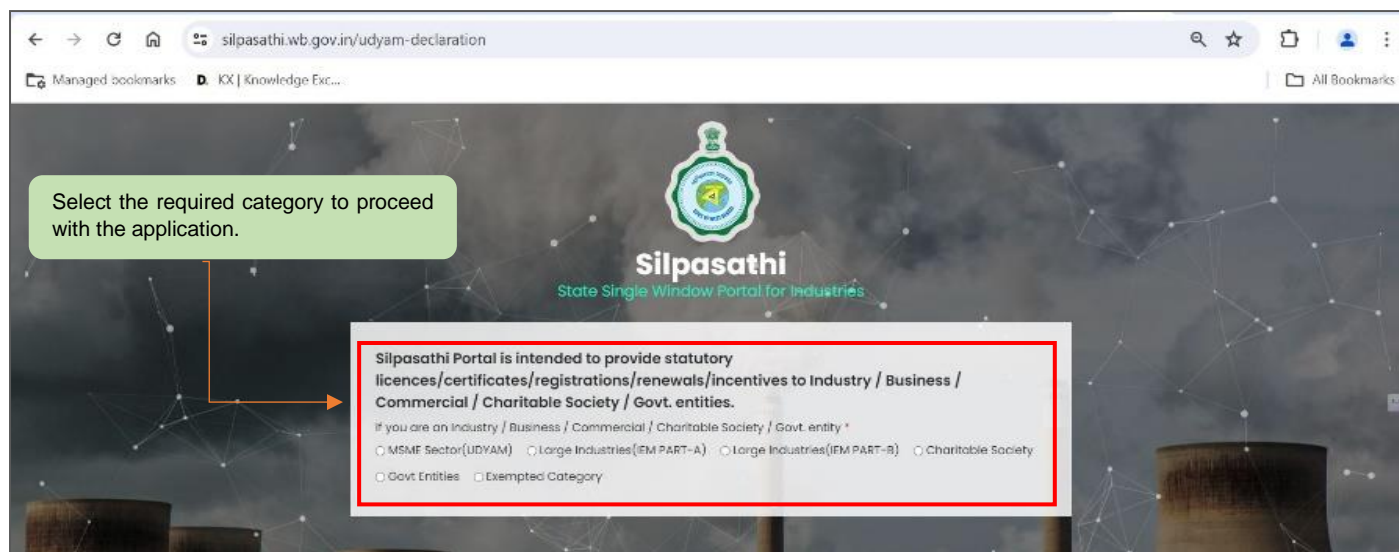 silpasathi.wb.gov.in/udyam-declaration
Managed bookmarks
D. KX | Knowledge Exc...
All Bookmarks
Select the required category to proceed
with the application.
Silpasathi
State Single Window Portal for Industries
Silpasathi Portal is intended to provide statutory
licences/certificates/registrations/renewals/incentives to Industry / Business /
Commercial / Charitable Society / Govt. entities.
If you are an Industry / Business / Commercial / Charitable Society / Govt. entity *
MSME Sector(UDYAM) Large Industries(IEM PART-A) Large Industries(IEM PART-B) Charitable Society
Govt Entities Exempted Category